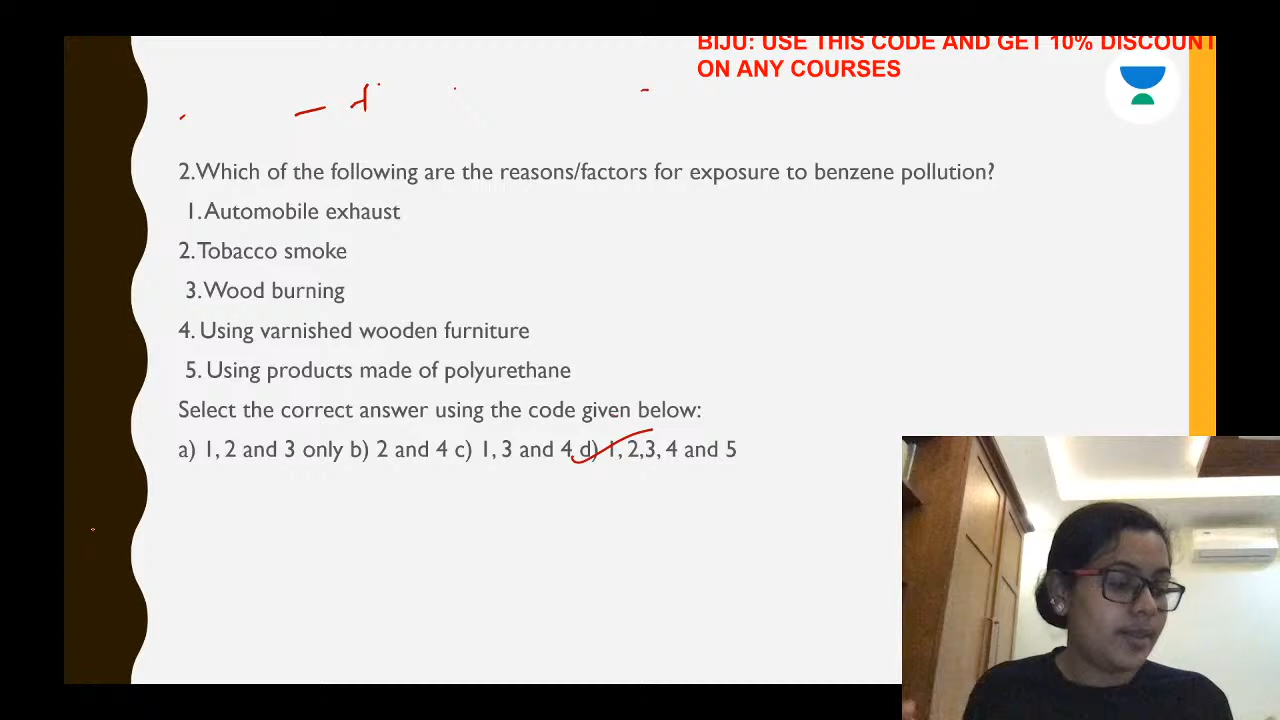 BIJU: USE THIS CODE AND GET 10% DISCOUNT
ON ANY COURSES
2.Which of the following are the reasons/factors for exposure to benzene pollution?
1.Automobile exhaust
2.Tobacco smoke
3.Wood burning
4. Using varnished wooden furniture
5. Using products made of polyurethane
Select the correct answer using the code given below:
a) 1, 2 and 3 only b) 2 and 4 c) 1, 3 and 4 d) 1, 2,3, 4 and 5